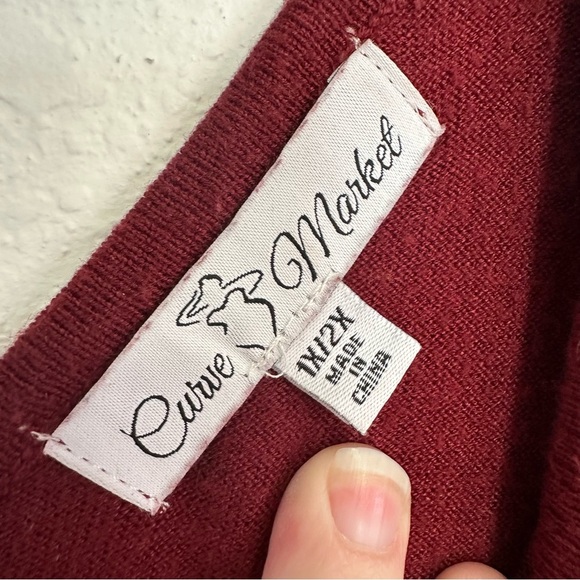 Curve Market
1X/2X
MADE
IN
CHINA